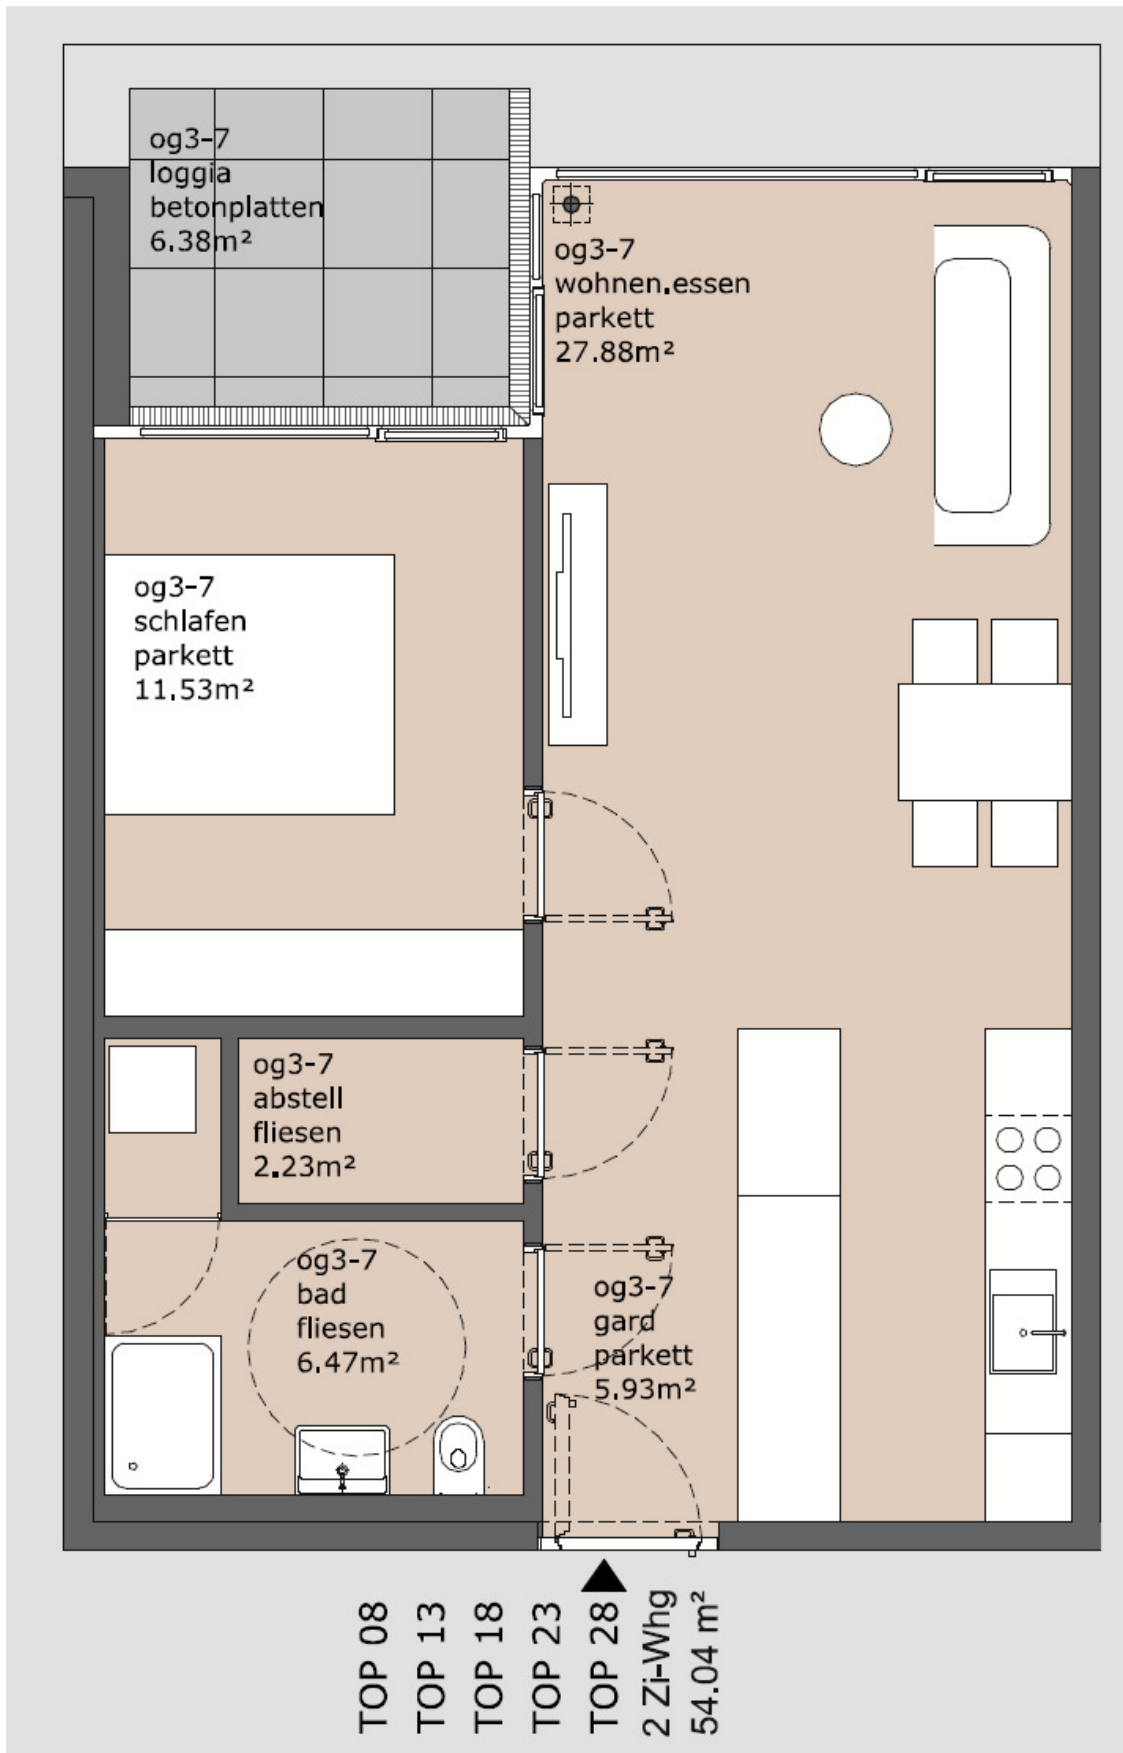 og3-7
loggia
betonplatten
6.38m²
og3-7
wohnen.essen
parkett
27.88m²
og3-7
schlafen
parkett
11.53m²
og3-7
abstell
fliesen
2.23m²
og3-7
bad
fliesen
6.47m²
og3-7
gard
parkett
5.93m²
TOP 08
TOP 13
TOP 18
TOP 23
TOP 28
2 Zi-Whg
54.04 m²